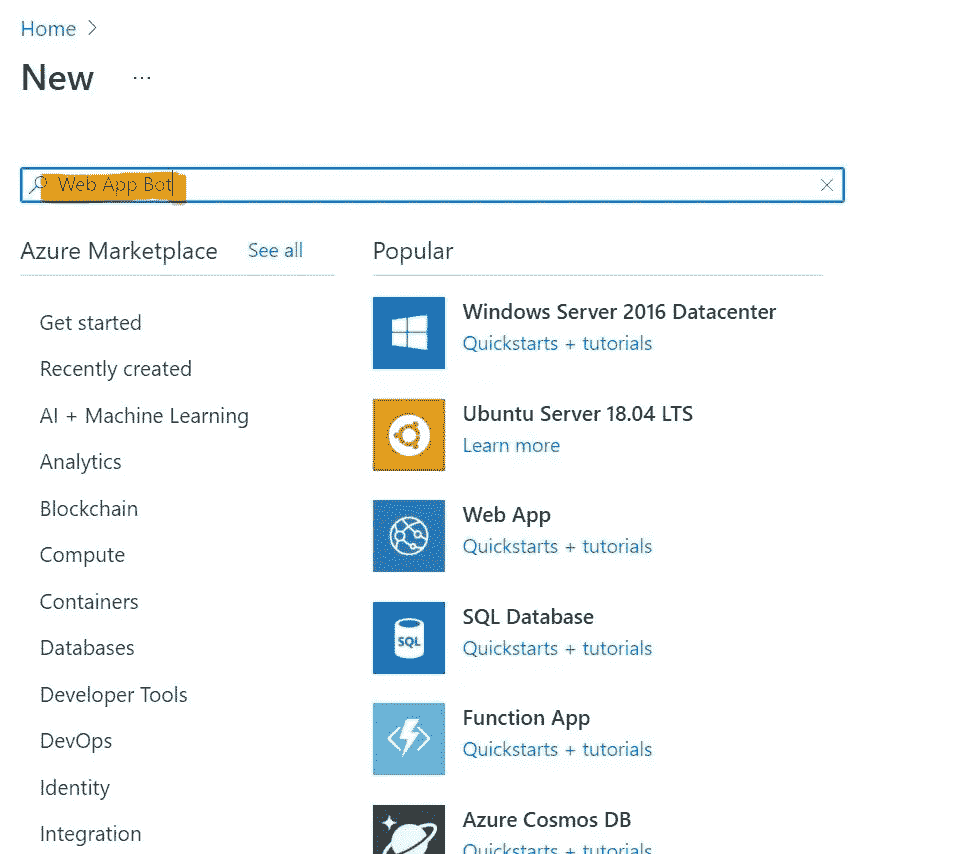 Home
New ...
Web App Bot
Azure Marketplace See all
Get started
Recently created
AI + Machine Learning
Analytics
Blockchain
Compute
Containers
Databases
Developer Tools
DevOps
Identity
Integration
Popular
Windows Server 2016 Datacenter
Quickstarts + tutorials
Ubuntu Server 18.04 LTS
Learn more
Web App
Quickstarts + tutorials
SQL
SQL Database
Quickstarts + tutorials
Function App
Quickstarts + tutorials
Azure Cosmos DB
Quickstarts + tutorials